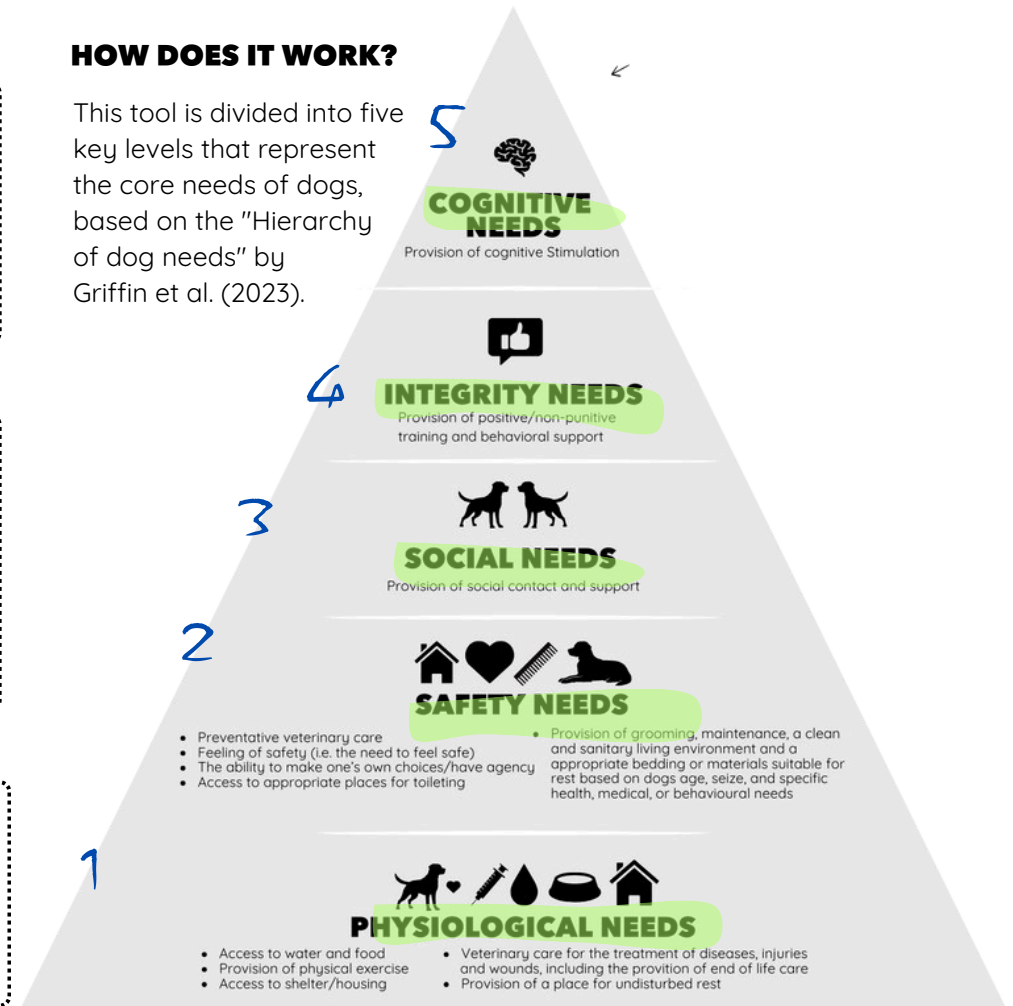 HOW DOES IT WORK?
This tool is divided into five
key levels that represent
the core needs of dogs,
based on the "Hierarchy
of dog needs" by
Griffin et al. (2023).
5
COGNITIVE
NEEDS
Provision of cognitive Stimulation
4
INTEGRITY NEEDS
Provision of positive/non-punitive
training and behavioral support
3
SOCIAL NEEDS
Provision of social contact and support
2
SAFETY NEEDS
• Preventative veterinary care
• Feeling of safety (i.e. the need to feel safe)
• The ability to make one's own choices/have agency
• Access to appropriate places for toileting
• Provision of grooming, maintenance, a clean
and sanitary living environment and a
appropriate bedding or materials suitable for
rest based on dogs age, seize, and specific
health, medical, or behavioural needs
1
PHYSIOLOGICAL NEEDS
• Access to water and food
• Provision of physical exercise
• Access to shelter/housing
• Veterinary care for the treatment of diseases, injuries
and wounds, including the provition of end of life care
• Provision of a place for undisturbed rest